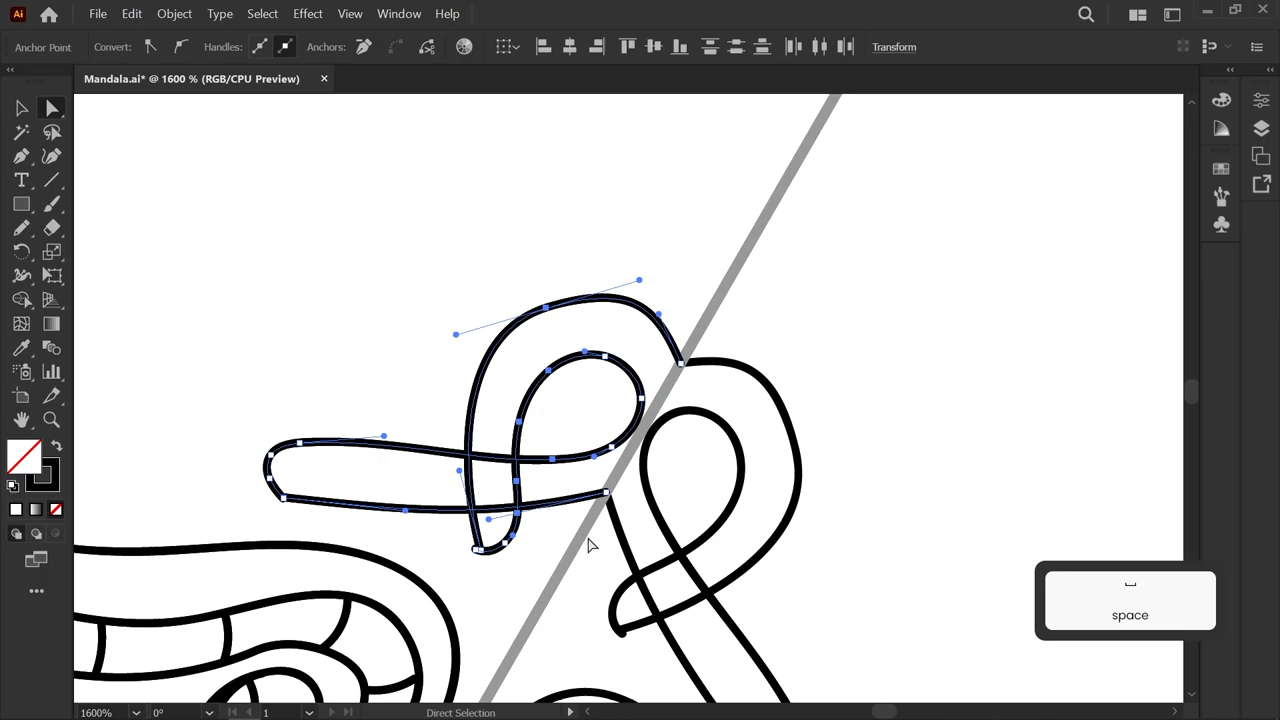 Ai File Edit Object Type Select Effect View Window Help
Anchor Point Convert: Handles: Anchors: Transform
Mandala.ai* @ 1600 % (RGB/CPU Preview) ×
space
1600% 0° 1 Direct Selection